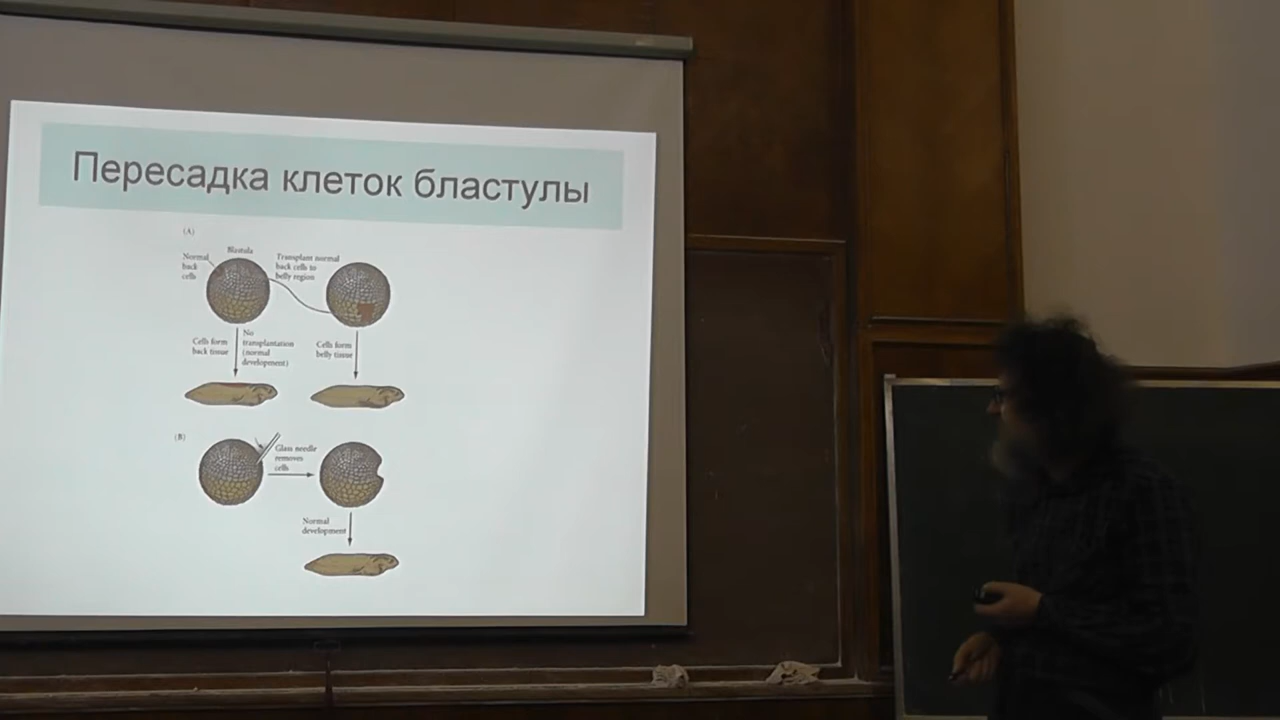 Пересадка клеток бластулы
(A)
Blastula
Normal
back
cells
Transplant normal
back cells to
belly region
Cells form
back tissue
No
transplantation
(normal
development)
Cells form
belly tissue
(B)
Glass needle
removes
cells
Normal
development